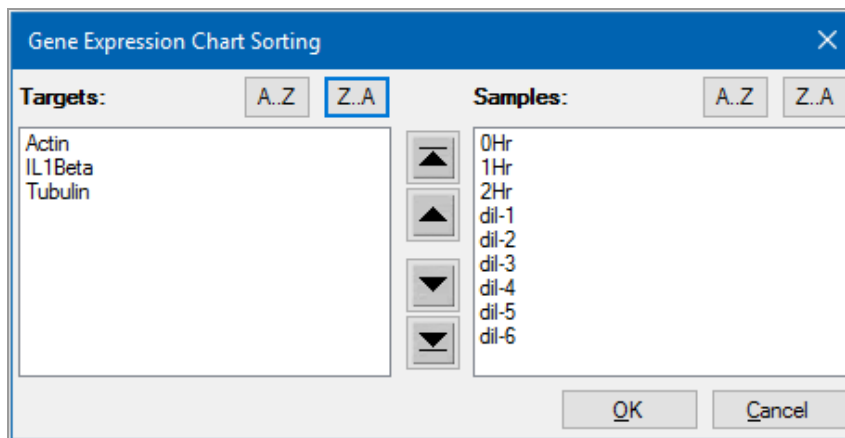 Gene Expression Chart Sorting
Targets: A..Z Z..A
Samples: A..Z Z..A
Actin
IL1Beta
Tubulin
0Hr
1Hr
2Hr
dil-1
dil-2
dil-3
dil-4
dil-5
dil-6
OK Cancel